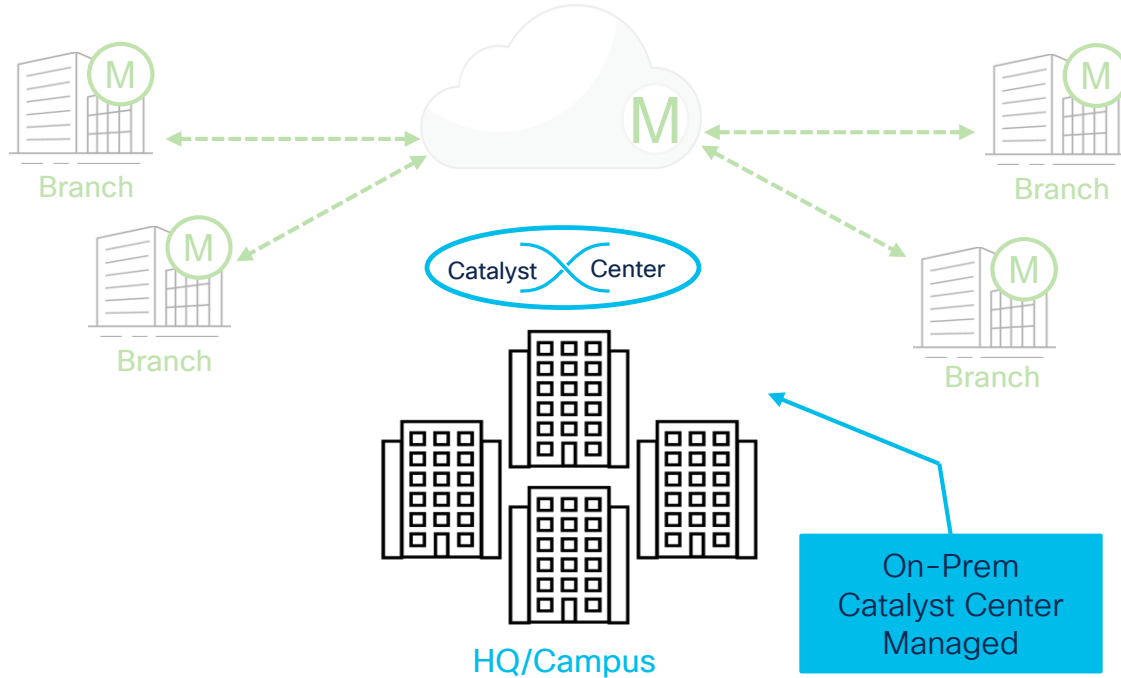 M
M
M
Branch
Branch
M
M
Catalyst Center
Branch
Branch
On-Prem
Catalyst Center
Managed
HQ/Campus